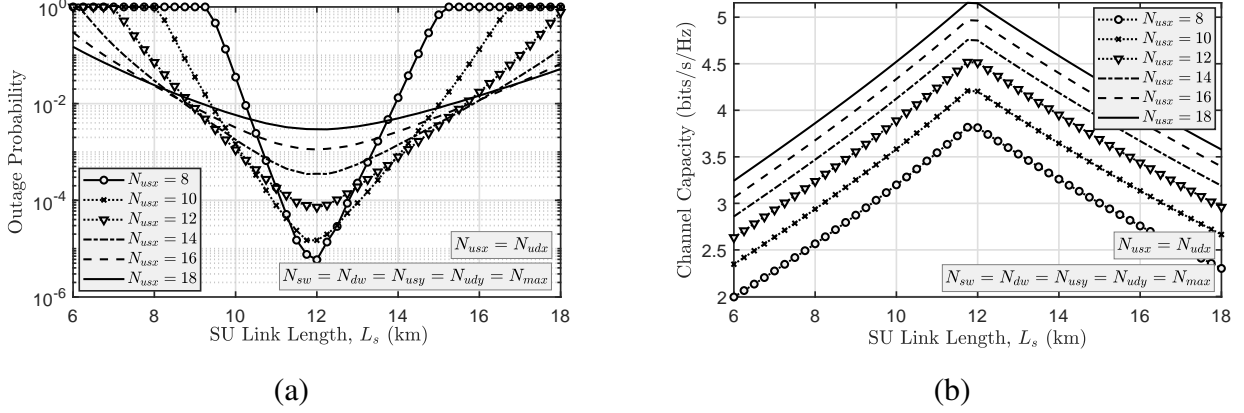 10^0
10^-2
10^-4
10^-6
Outage Probability
N_usx = 8
N_usx = 10
N_usx = 12
N_usx = 14
N_usx = 16
N_usx = 18
N_usx = N_udx
N_sw = N_dw = N_usy = N_udy = N_max
6 8 10 12 14 16 18
SU Link Length, L_s (km)
(a)
5
4.5
4
3.5
3
2.5
2
Channel Capacity (bits/s/Hz)
N_usx = 8
N_usx = 10
N_usx = 12
N_usx = 14
N_usx = 16
N_usx = 18
N_usx = N_udx
N_sw = N_dw = N_usy = N_udy = N_max
6 8 10 12 14 16 18
SU Link Length, L_s (km)
(b)